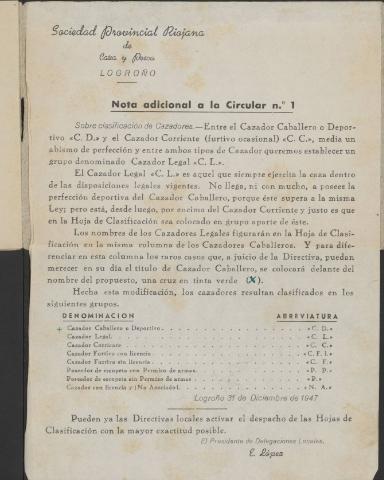 Sociedad Provincial Riojana
de
Caza y Pesca
LOGROÑO
Nota adicional a la Circular n.° 1
Sobre clasificación de Cazadores.—Entre el Cazador Caballero o Depor-
tivo «C. D.» y el Cazador Corriente (furtivo ocasional) «C. C.», media un
abismo de perfección y entre ambos tipos de Cazador queremos establecer un
grupo denominado Cazador Legal «C. L.».
El Cazador Legal «C. L.» es aquel que siempre ejercita la caza dentro
de las disposiciones legales vigentes. No llega, ni con mucho, a poseer la
perfección deportiva del Cazador Caballero, porque éste supera a la misma
Ley; pero está, desde luego, por encima del Cazador Corriente y justo es que
en la Hoja de Clasificación sea colocado en grupo aparte de éste.
Los nombres de los Cazadores Legales figurarán en la Hoja de Clasi-
ficación en la misma columna de los Cazadores Caballeros. Y para dife-
renciar en esta columna los raros casos que, a juicio de la Directiva, puedan
merecer en su día el título de Cazador Caballero, se colocará delante del
nombre del propuesto, una cruz en tinta verde (X).
Hecha esta modificación, los cazadores resultan clasificados en los
siguientes grupos.
DENOMINACION ABREVIATURA
+ Cazador Caballero o Deportivo «C. D.»
Cazador Legal «C. L.»
Cazador Corriente «C. C.»
Cazador Furtivo con licencia «C. F. l.»
Cazador Furtivo sin licencia «C. F.»
Poseedor de escopeta con Permiso de armas «P. P.»
Poseedor de escopeta sin Permiso de armas «P.»
Cazador con licencia y ¡No Asociado! «N. A.»
Logroño 31 de Diciembre de 1947
Pueden ya las Directivas locales activar el despacho de las Hojas de
Clasificación con la mayor exactitud posible.
El Presidente de Delegaciones Locales,
E. López